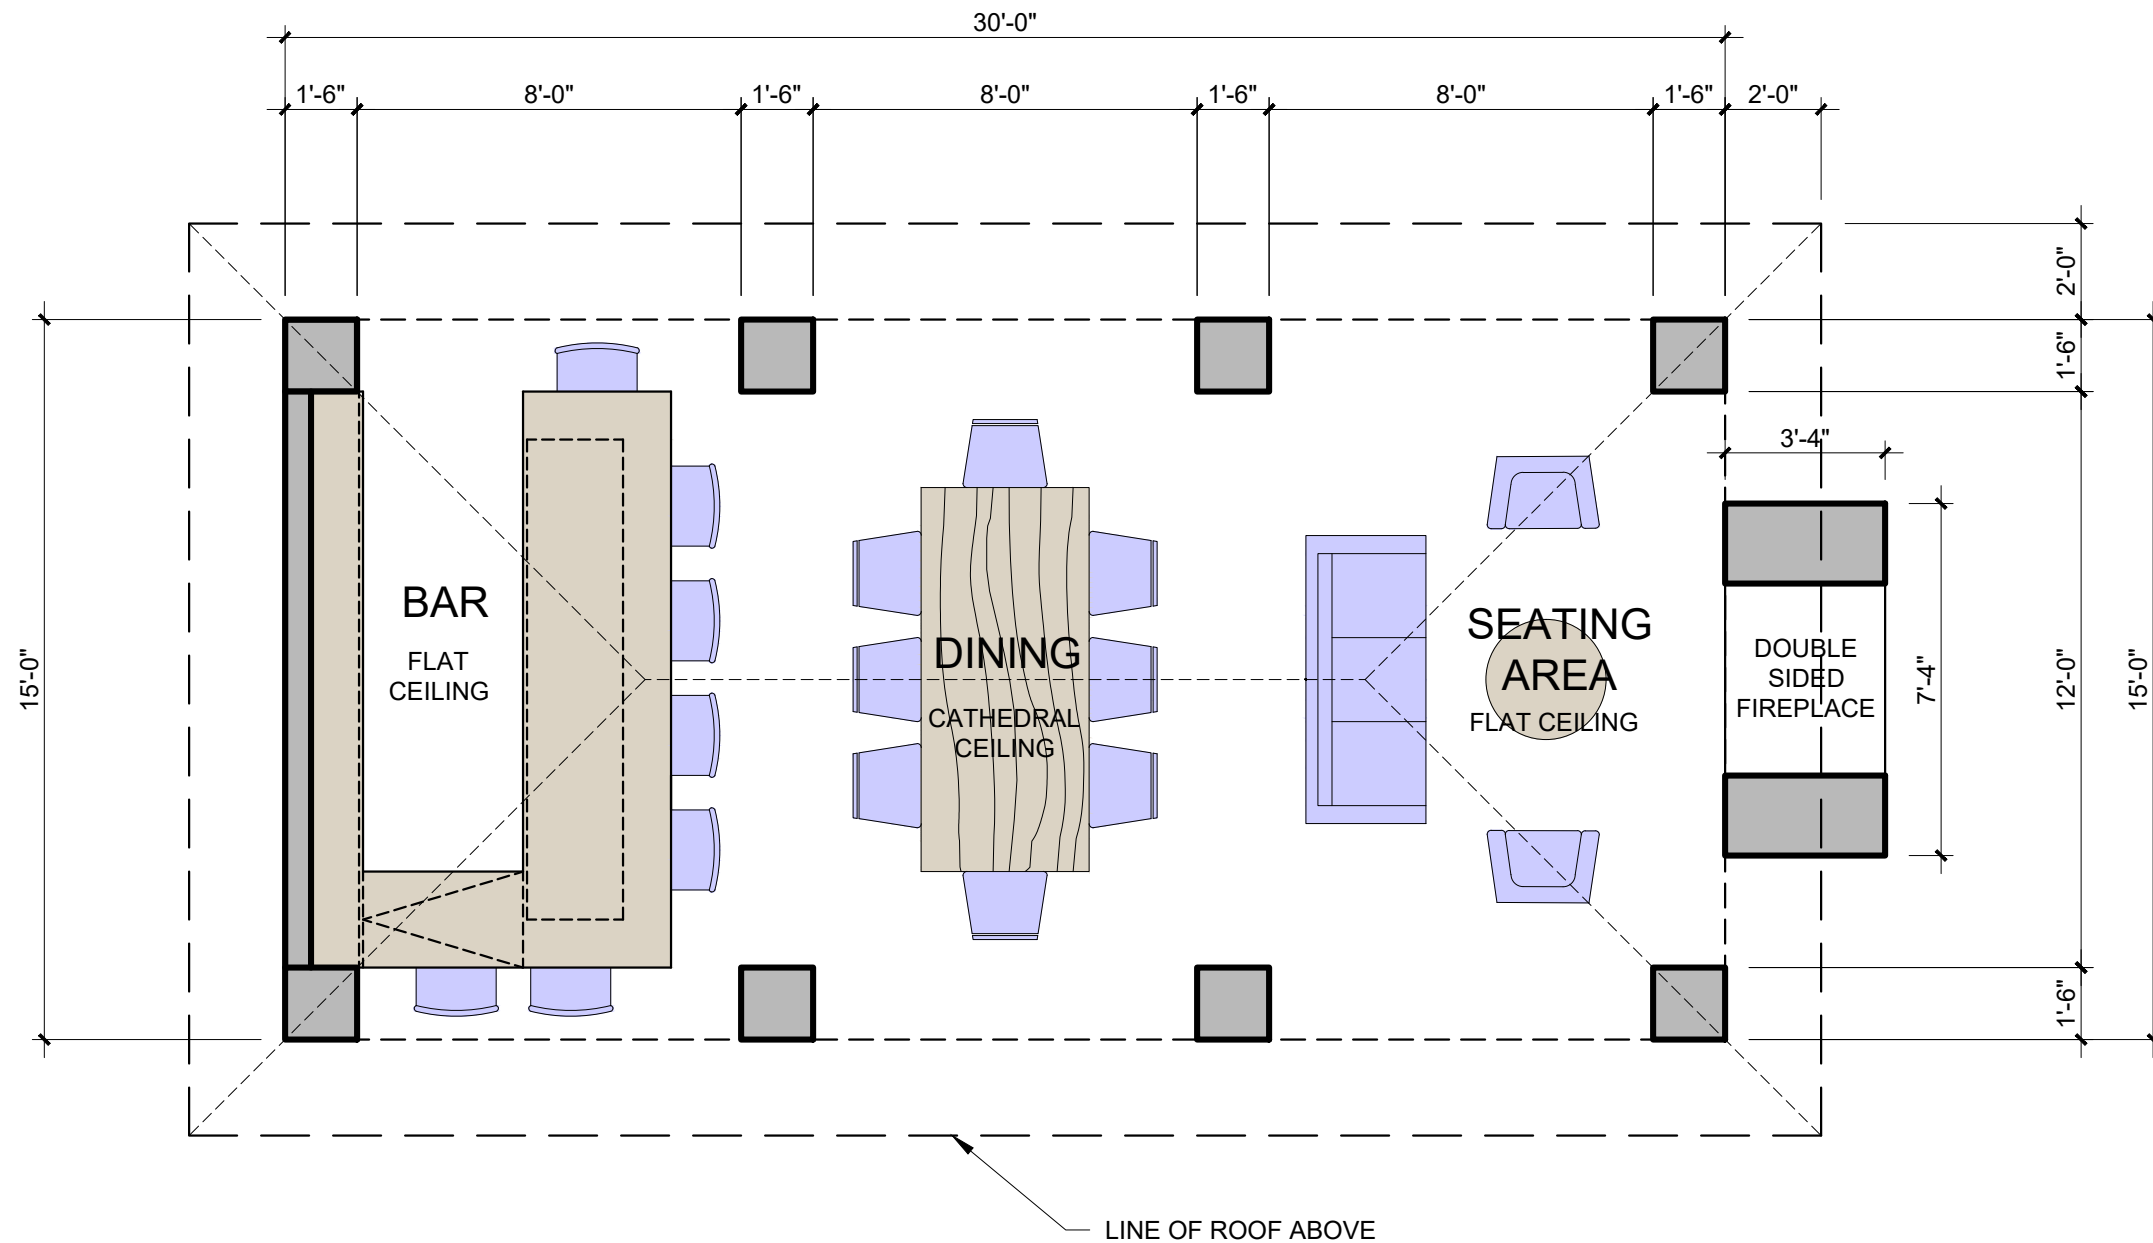 30'-0"
1'-6"
8'-0"
1'-6"
8'-0"
1'-6"
8'-0"
1'-6"
2'-0"
2'-0"
1'-6"
3'-4"
BAR
FLAT
CEILING
DINING
CATHEDRAL
CEILING
SEATING
AREA
FLAT CEILING
DOUBLE
SIDED
FIREPLACE
15'-0"
7'-4"
12'-0"
15'-0"
1'-6"
LINE OF ROOF ABOVE